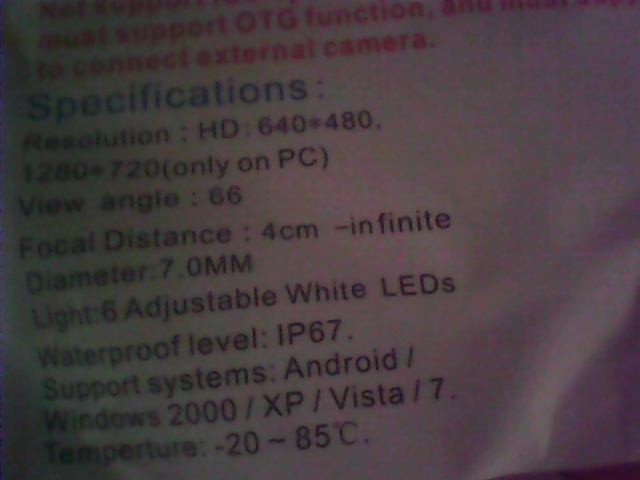 Not Support
must support OTG function, and must
to connect external camera.
Specifications:
Resolution : HD: 640*480,
1280*720(only on PC)
View angle : 66
Focal Distance : 4cm -infinite
Diameter:7.0MM
Light:6 Adjustable White LEDs
Waterproof level: IP67.
Support systems: Android /
Windows 2000 / XP / Vista / 7.
Temperture: -20 ~ 85℃.